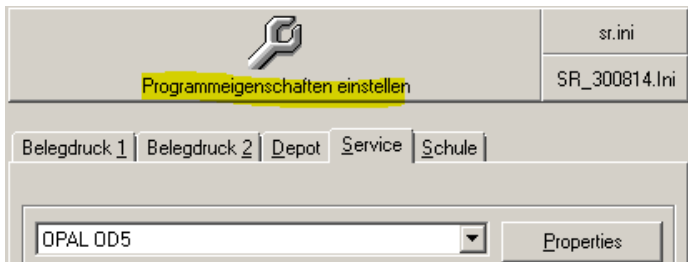 Programmeigenschaften einstellen
sr.ini
SR_300814.Ini
Belegdruck 1 Belegdruck 2 Depot Service Schule
OPAL OD5 Properties